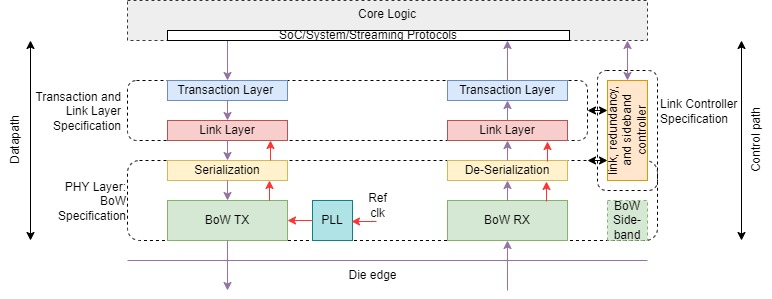 Core Logic
SoC/System/Streaming Protocols
Transaction Layer
Transaction Layer
Transaction and
Link Layer
Specification
Link Layer
Link Layer
link, redundancy,
and sideband
controller
Link Controller
Specification
Datapath
Control path
Serialization
De-Serialization
PHY Layer:
BoW
Specification
BoW TX
PLL
Ref
clk
BoW RX
BoW
Side-
band
Die edge